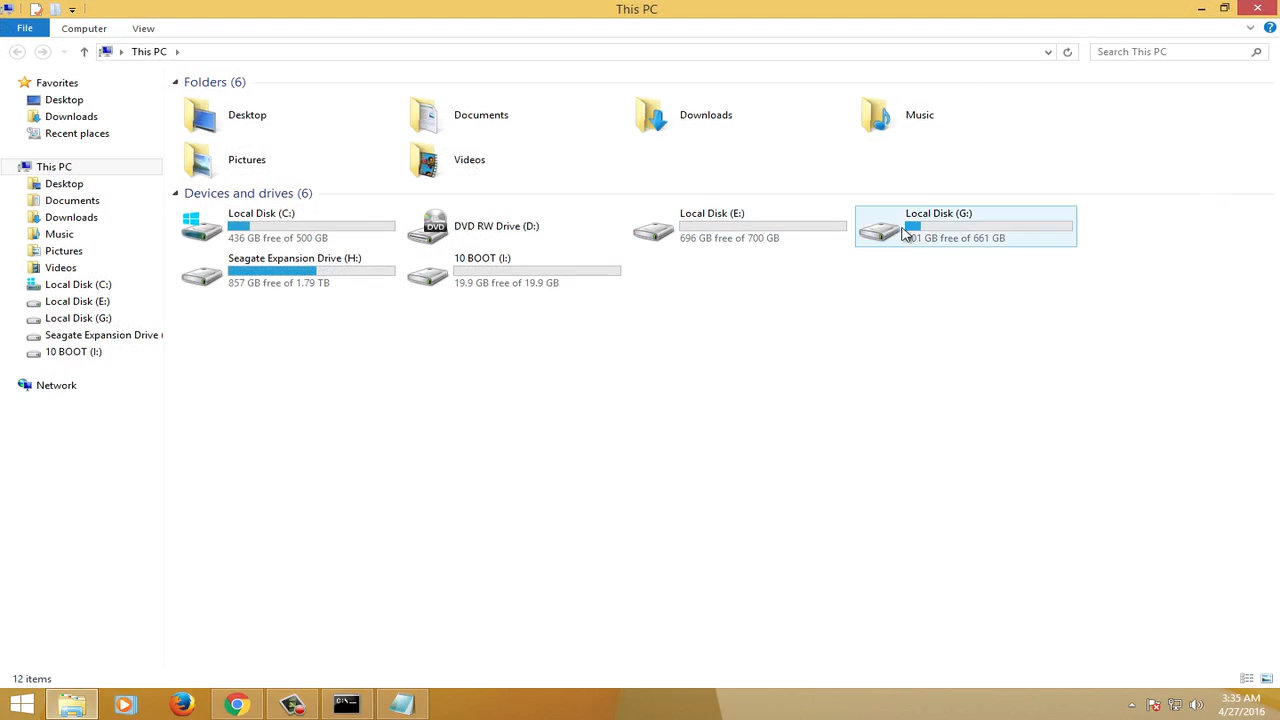 This PC
File
Computer
View
This PC
Search This PC
Favorites
Desktop
Downloads
Recent places
This PC
Desktop
Documents
Downloads
Music
Pictures
Videos
Local Disk (C:)
Local Disk (E:)
Local Disk (G:)
Seagate Expansion Drive (
10 BOOT (I:)
Network
Folders (6)
Desktop
Documents
Downloads
Music
Pictures
Videos
Devices and drives (6)
Local Disk (C:)
436 GB free of 500 GB
DVD
DVD RW Drive (D:)
Local Disk (E:)
696 GB free of 700 GB
Local Disk (G:)
GB free of 661 GB
Seagate Expansion Drive (H:)
857 GB free of 1.79 TB
10 BOOT (I:)
19.9 GB free of 19.9 GB
12 items
3:35 AM
4/27/2016